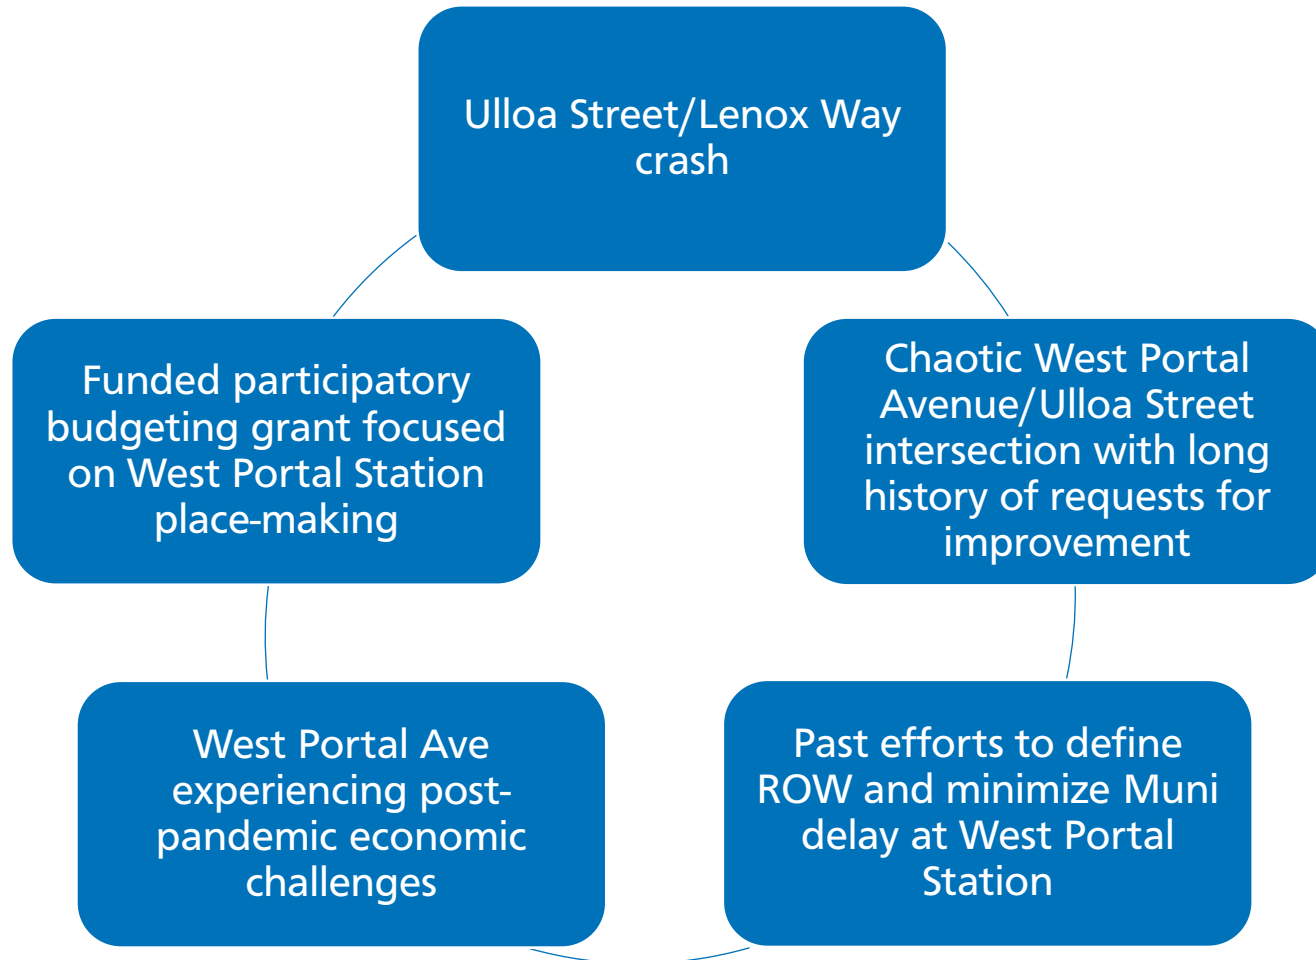 Ulloa Street/Lenox Way
crash
Funded participatory
budgeting grant focused
on West Portal Station
place-making
Chaotic West Portal
Avenue/Ulloa Street
intersection with long
history of requests for
improvement
West Portal Ave
experiencing post-
pandemic economic
challenges
Past efforts to define
ROW and minimize Muni
delay at West Portal
Station